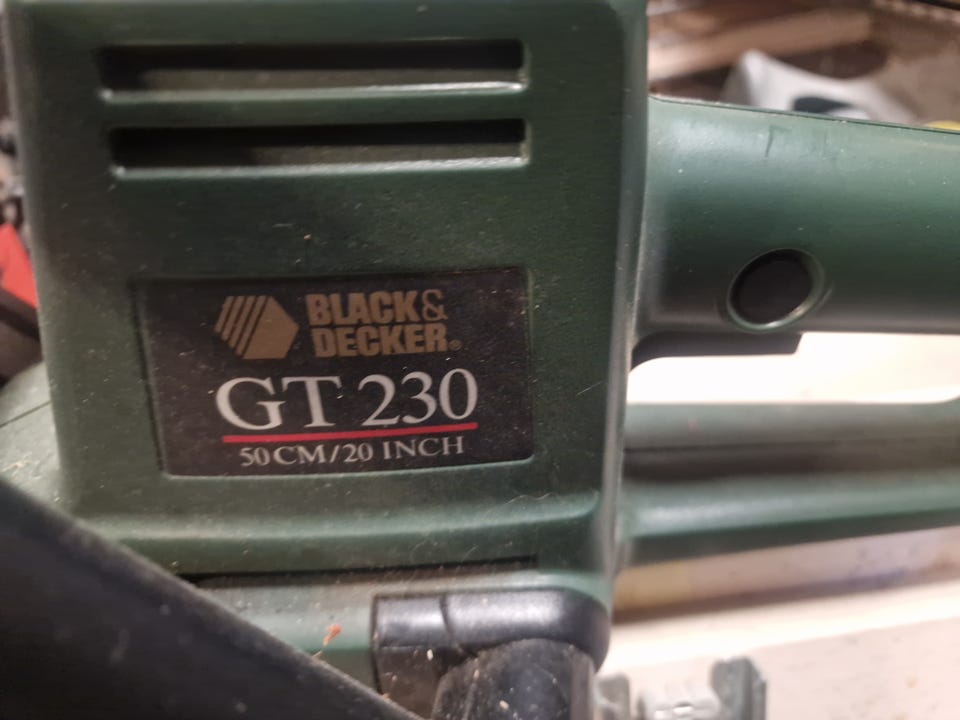 BLACK&
DECKER®
GT 230
50 CM/20 INCH